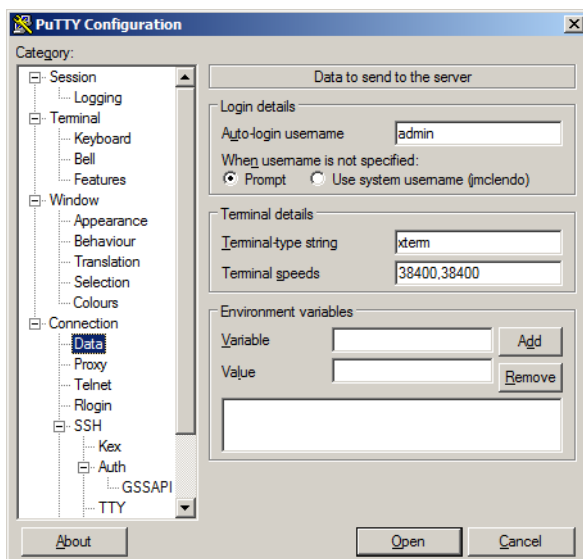 PuTTY Configuration
Category:
Session
Logging
Terminal
Keyboard
Bell
Features
Window
Appearance
Behaviour
Translation
Selection
Colours
Connection
Data
Proxy
Telnet
Rlogin
SSH
Kex
Auth
GSSAPI
TTY
Data to send to the server
Login details
Auto-login username admin
When username is not specified:
Prompt Use system username (jmclendo)
Terminal details
Terminal-type string xterm
Terminal speeds 38400,38400
Environment variables
Variable Add
Value Remove
About Open Cancel